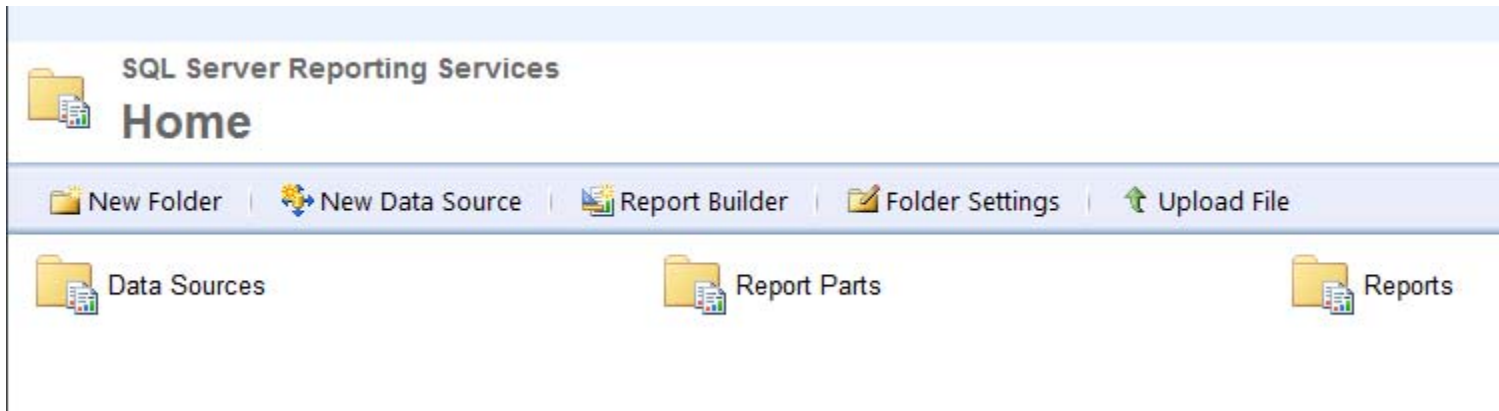 SQL Server Reporting Services
Home
New Folder New Data Source Report Builder Folder Settings Upload File
Data Sources Report Parts Reports